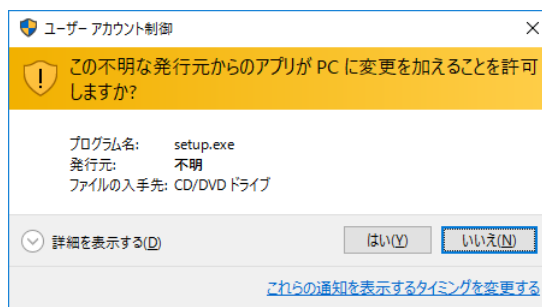 ユーザー アカウント制御
この不明な発行元からのアプリが PC に変更を加えることを許可
しますか?
プログラム名: setup.exe
発行元: 不明
ファイルの入手先: CD/DVD ドライブ
詳細を表示する(D) はい(Y) いいえ(N)
これらの通知を表示するタイミングを変更する